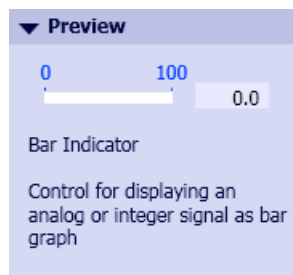 Preview
0 100
0.0
Bar Indicator
Control for displaying an
analog or integer signal as bar
graph